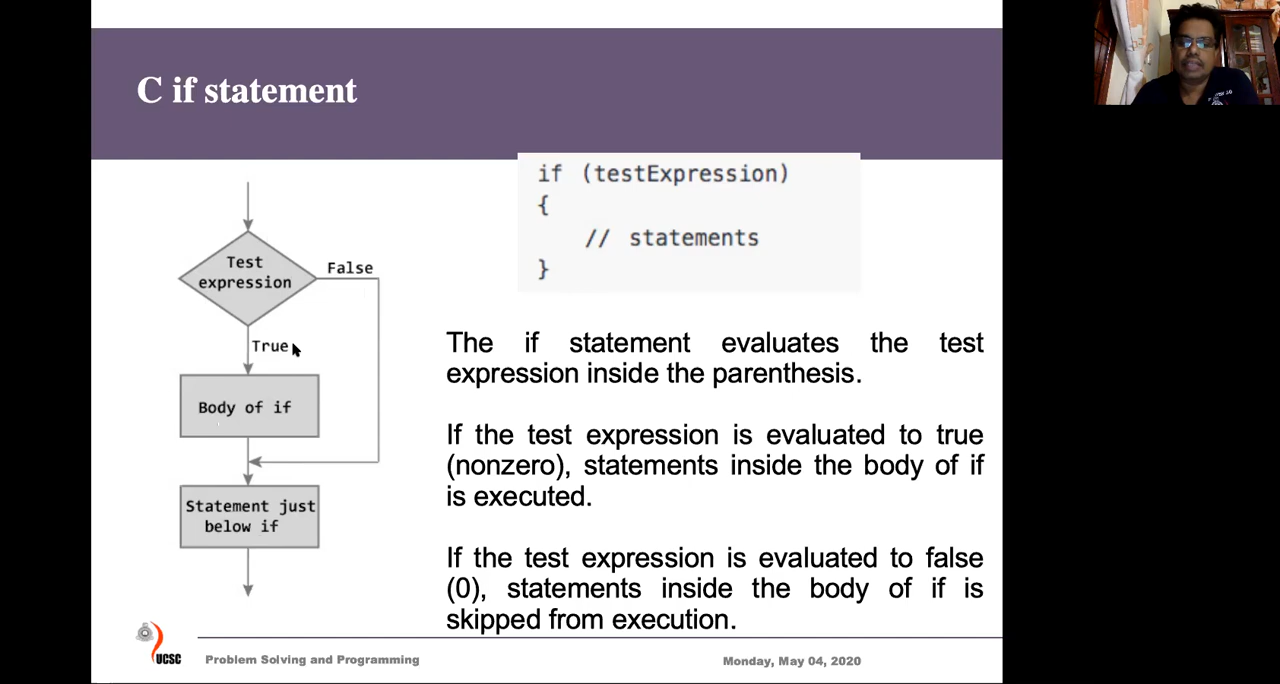 C if statement
if (testExpression)
{
// statements
}
Test
expression
False
True
Body of if
Statement just
below if
The if statement evaluates the test
expression inside the parenthesis.
If the test expression is evaluated to true
(nonzero), statements inside the body of if
is executed.
If the test expression is evaluated to false
(0), statements inside the body of if is
skipped from execution.
UCSC
Problem Solving and Programming
Monday, May 04, 2020